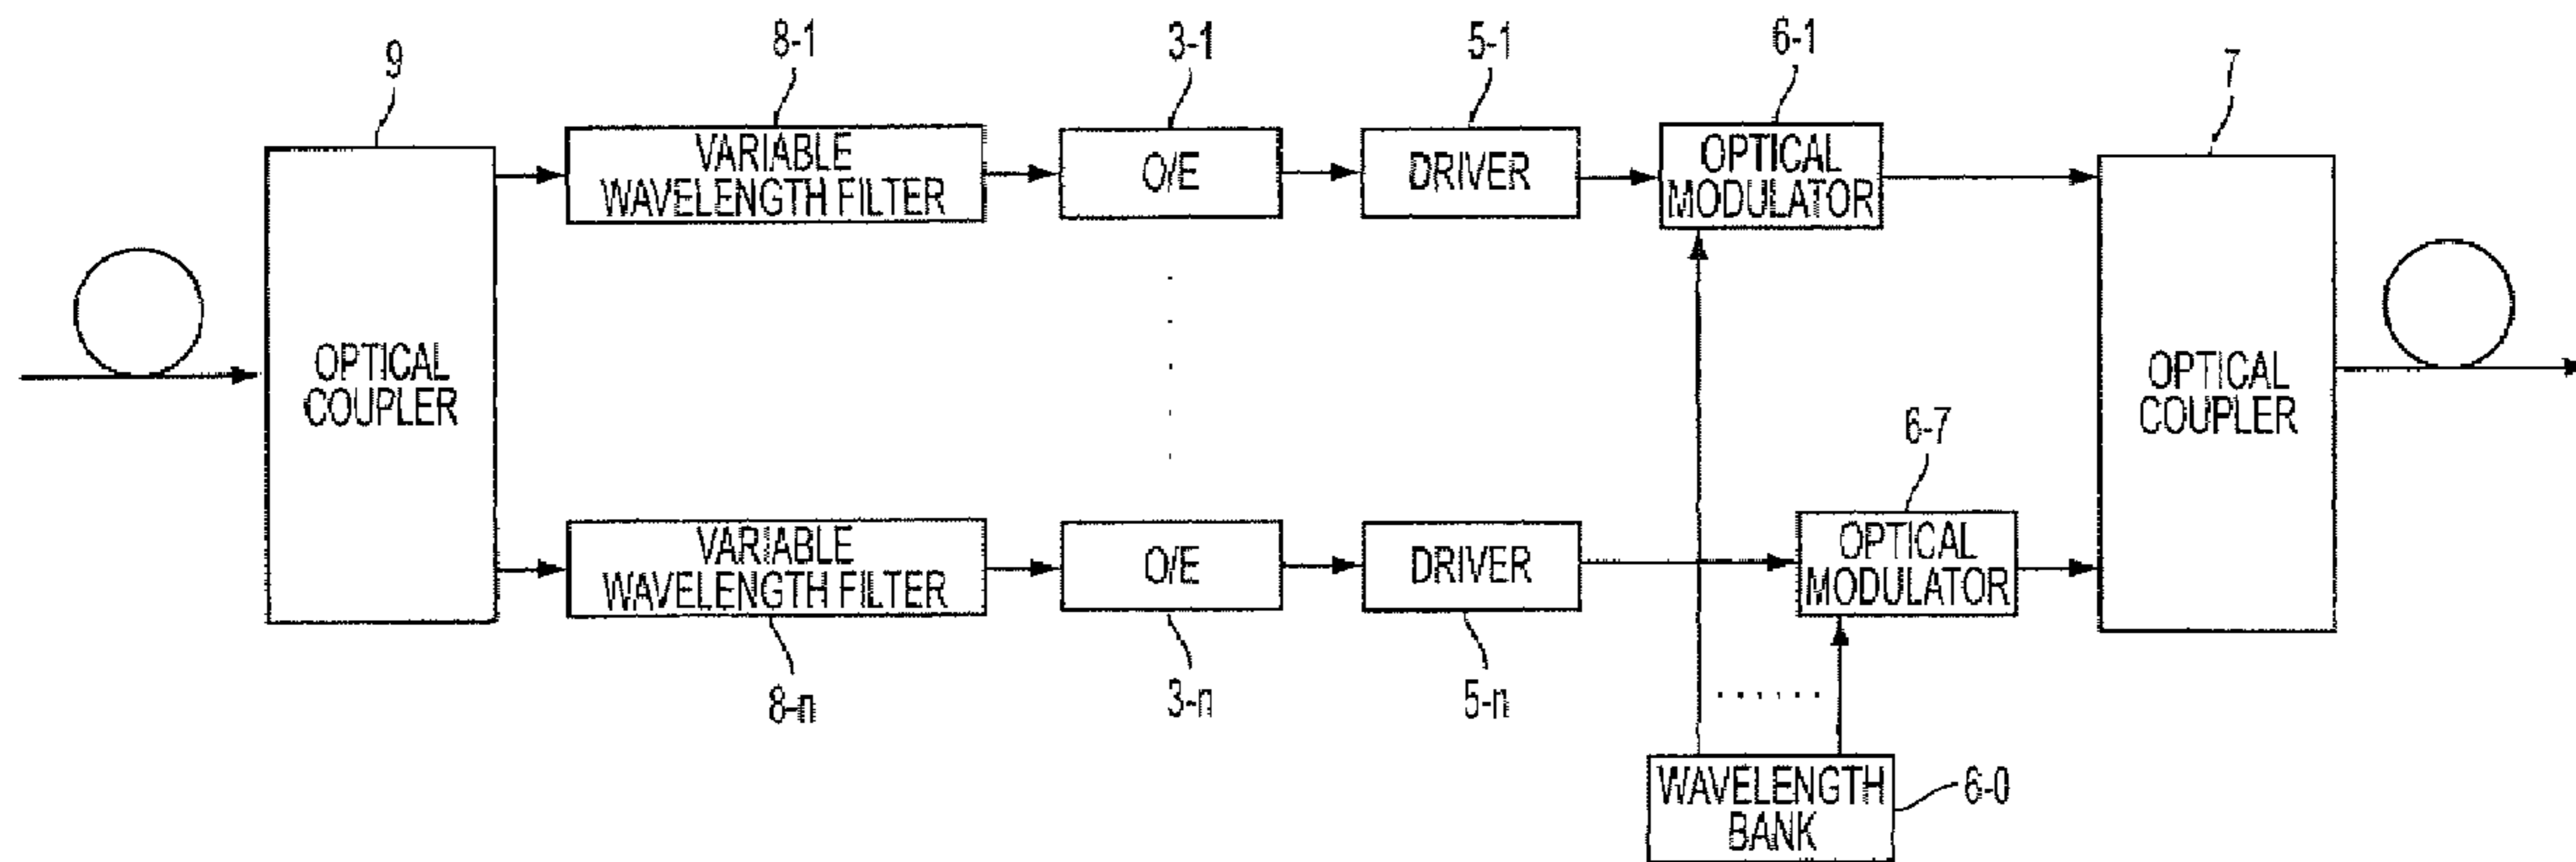 9
8-1
3-1
5-1
6-1
7
VARIABLE
WAVELENGTH FILTER
O/E
DRIVER
OPTICAL
MODULATOR
OPTICAL
COUPLER
OPTICAL
COUPLER
6-7
VARIABLE
WAVELENGTH FILTER
O/E
DRIVER
OPTICAL
MODULATOR
8-n
3-n
5-n
WAVELENGTH
BANK
6-0